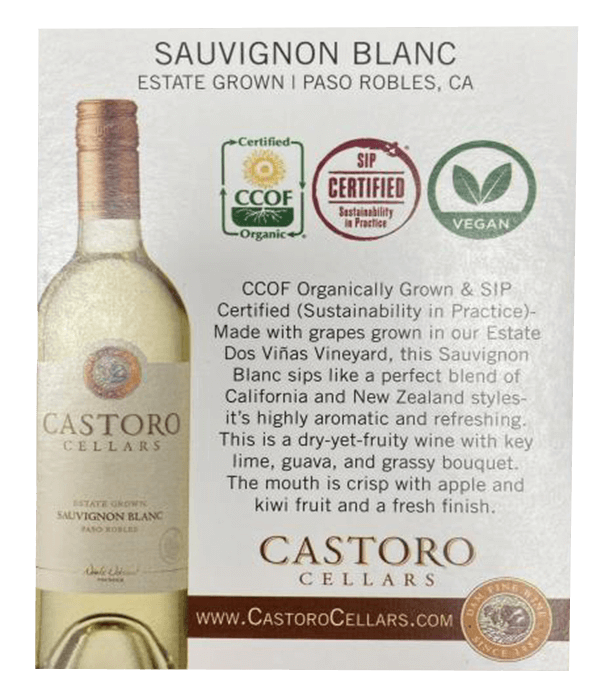 SAUVIGNON BLANC
ESTATE GROWN | PASO ROBLES, CA
Certified
CCOF
Organic
SIP
CERTIFIED
Sustainability
in Practice
VEGAN
CCOF Organically Grown & SIP
Certified (Sustainability in Practice)-
Made with grapes grown in our Estate
Dos Viñas Vineyard, this Sauvignon
Blanc sips like a perfect blend of
California and New Zealand styles-
it's highly aromatic and refreshing.
This is a dry-yet-fruity wine with key
lime, guava, and grassy bouquet.
The mouth is crisp with apple and
kiwi fruit and a fresh finish.
CASTORO
CELLARS
ESTATE GROWN
SAUVIGNON BLANC
PASO ROBLES
CASTORO
CELLARS
WWW.CASTOROCELLARS.COM
DAM FINE WINE
SINCE 1983